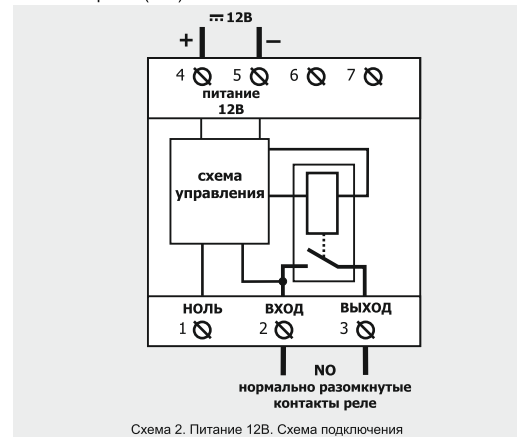 12В
+ –
4 5 6 7
питание
12В
схема
управления
НОЛЬ ВХОД ВЫХОД
1 2 3
NO
нормально разомкнутые
контакты реле
Схема 2. Питание 12В. Схема подключения